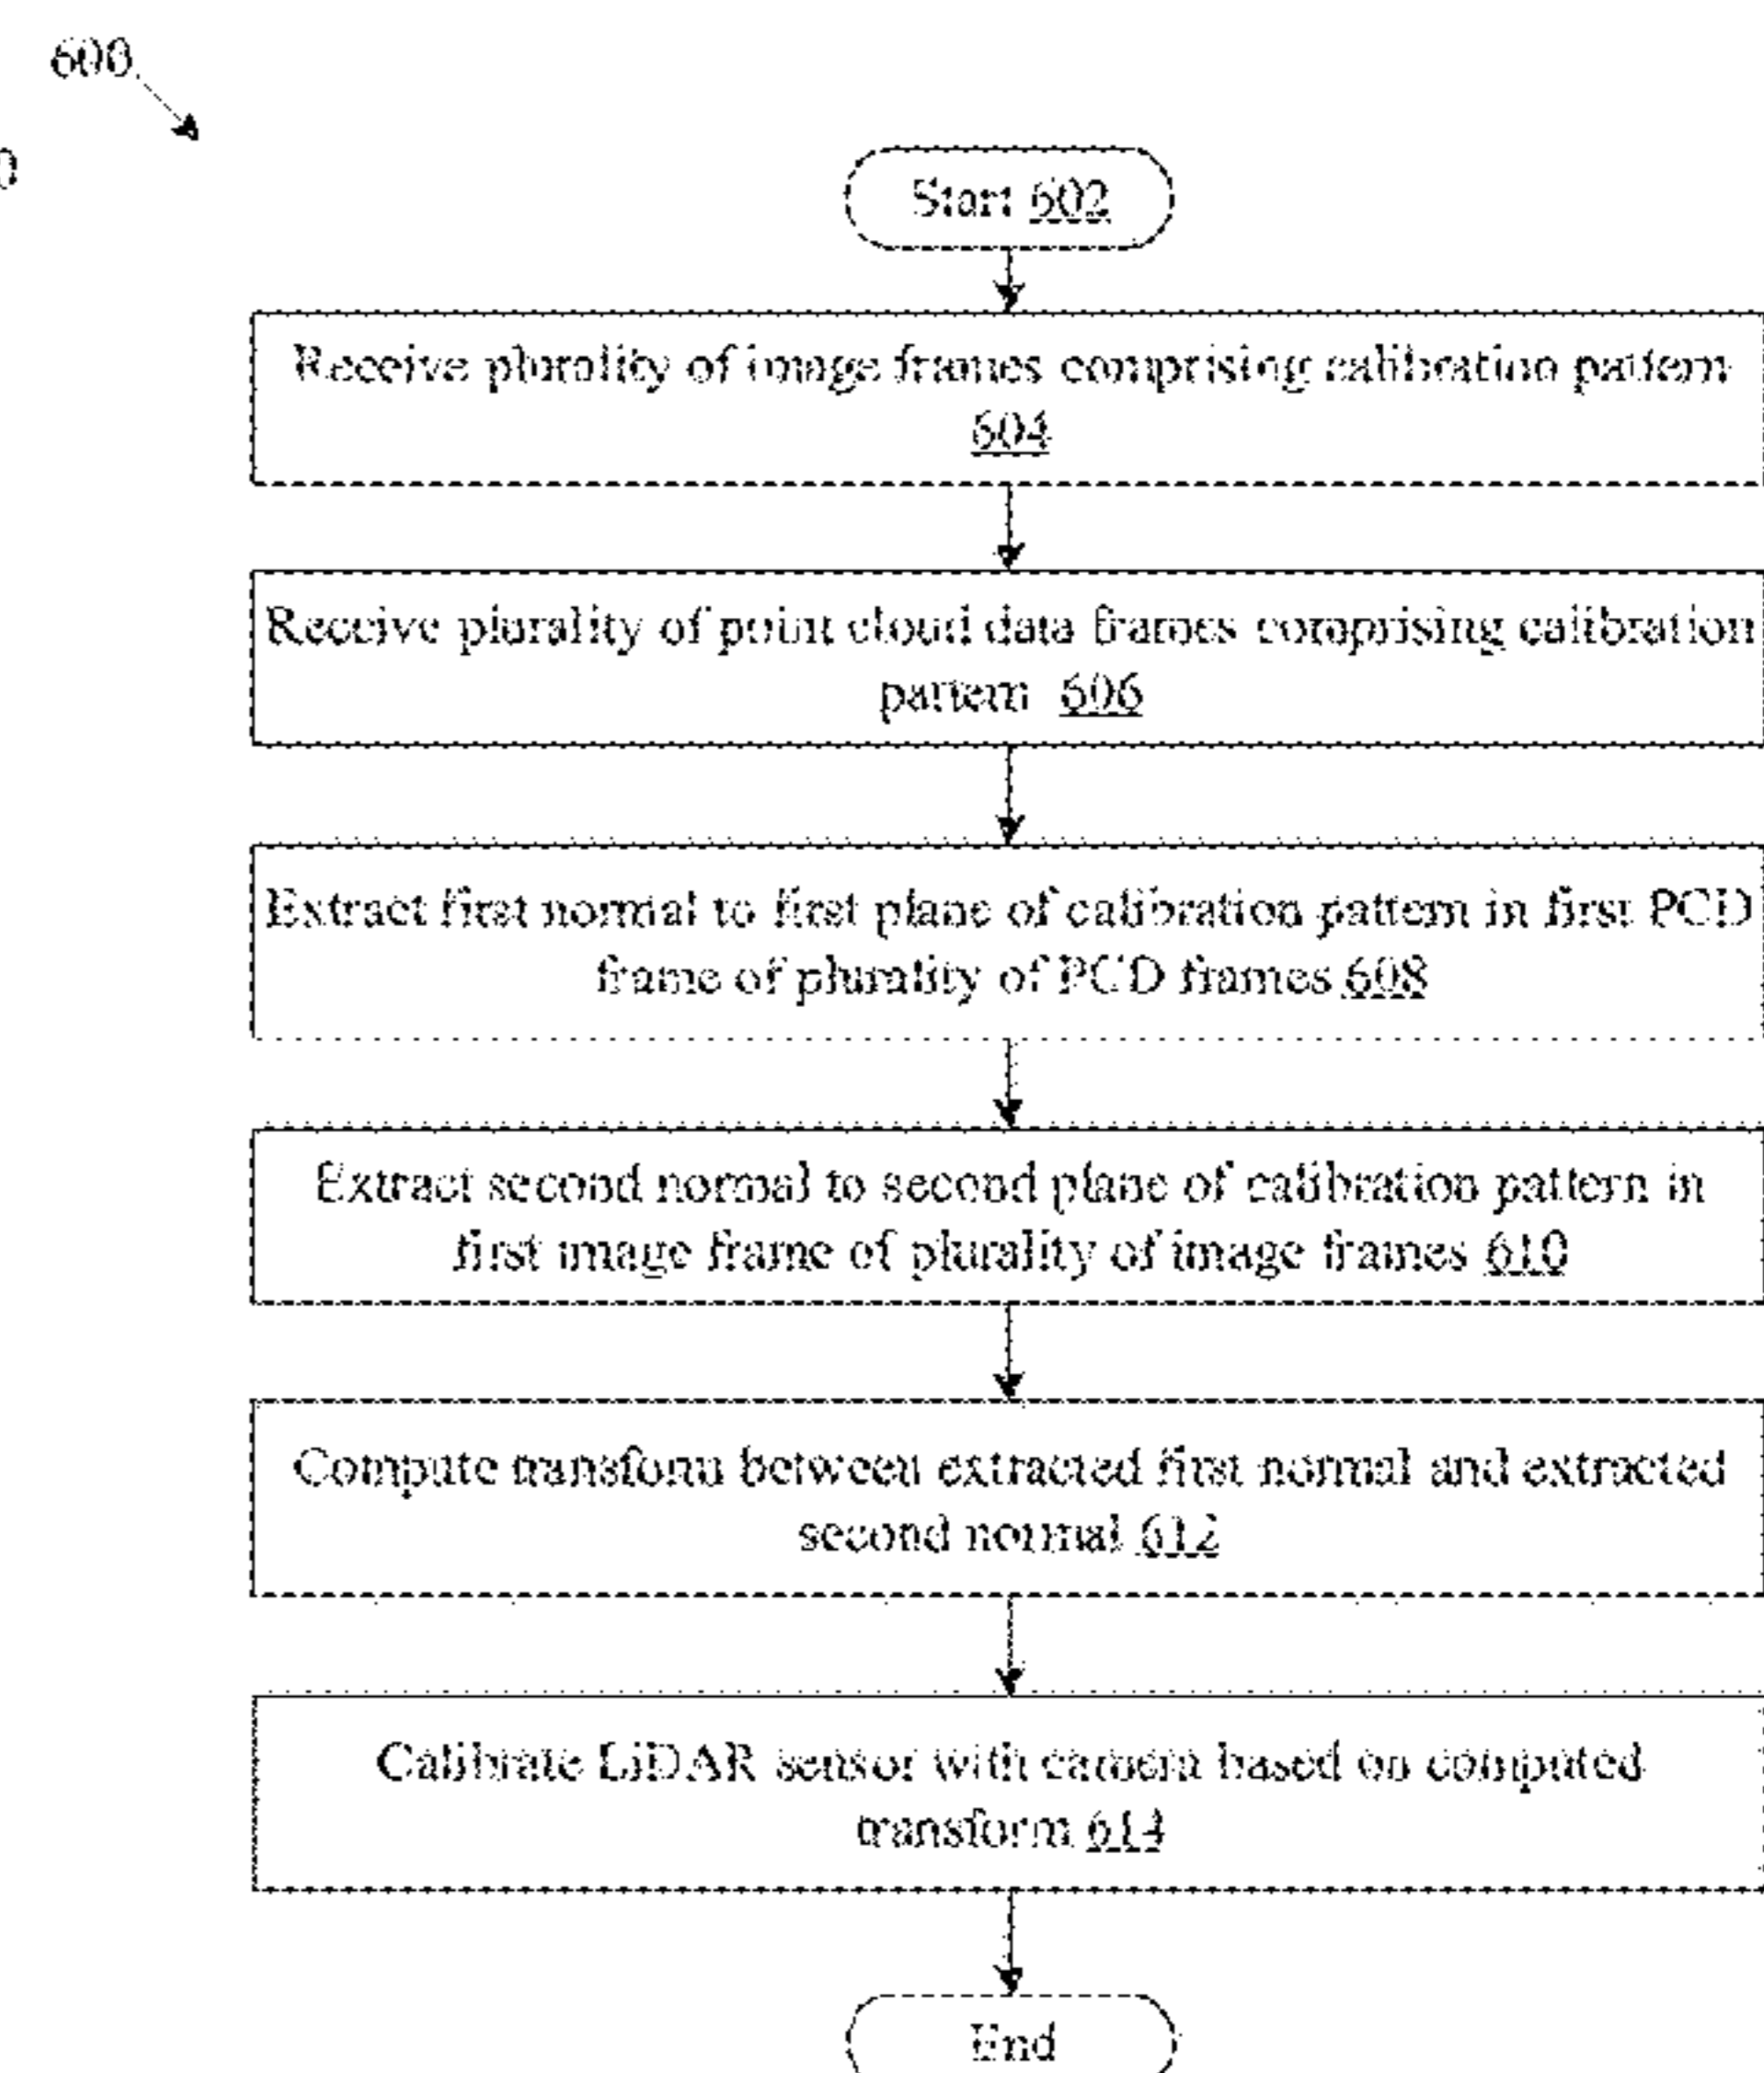 600
0
Start 602
Receive plurality of image frames comprising calibration pattern
604
Receive plurality of point cloud data frames comprising calibration
pattern 606
Extract first normal to first plane of calibration pattern in first PCD
frame of plurality of PCD frames 608
Extract second normal to second plane of calibration pattern in
first image frame of plurality of image frames 610
Compute transform between extracted first normal and extracted
second normal 612
Calibrate LiDAR sensor with camera based on computed
transform 614
End